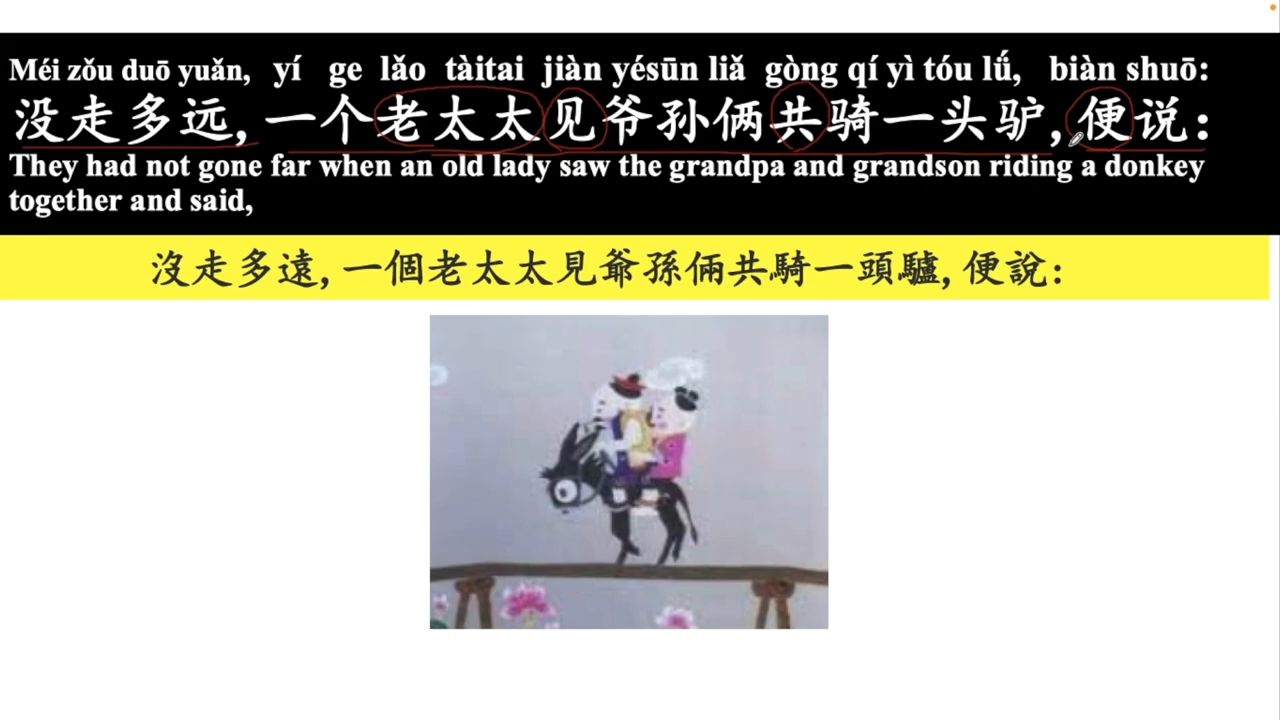 Méi zǒu duō yuǎn, yí ge lǎo tàitai jiàn yésūn liǎ gòng qí yì tóu lǘ, biàn shuō:
没走多远,一个老太太见爷孙俩共骑一头驴,便说:
They had not gone far when an old lady saw the grandpa and grandson riding a donkey
together and said,
沒走多遠,一個老太太見爺孫倆共騎一頭驢,便說: